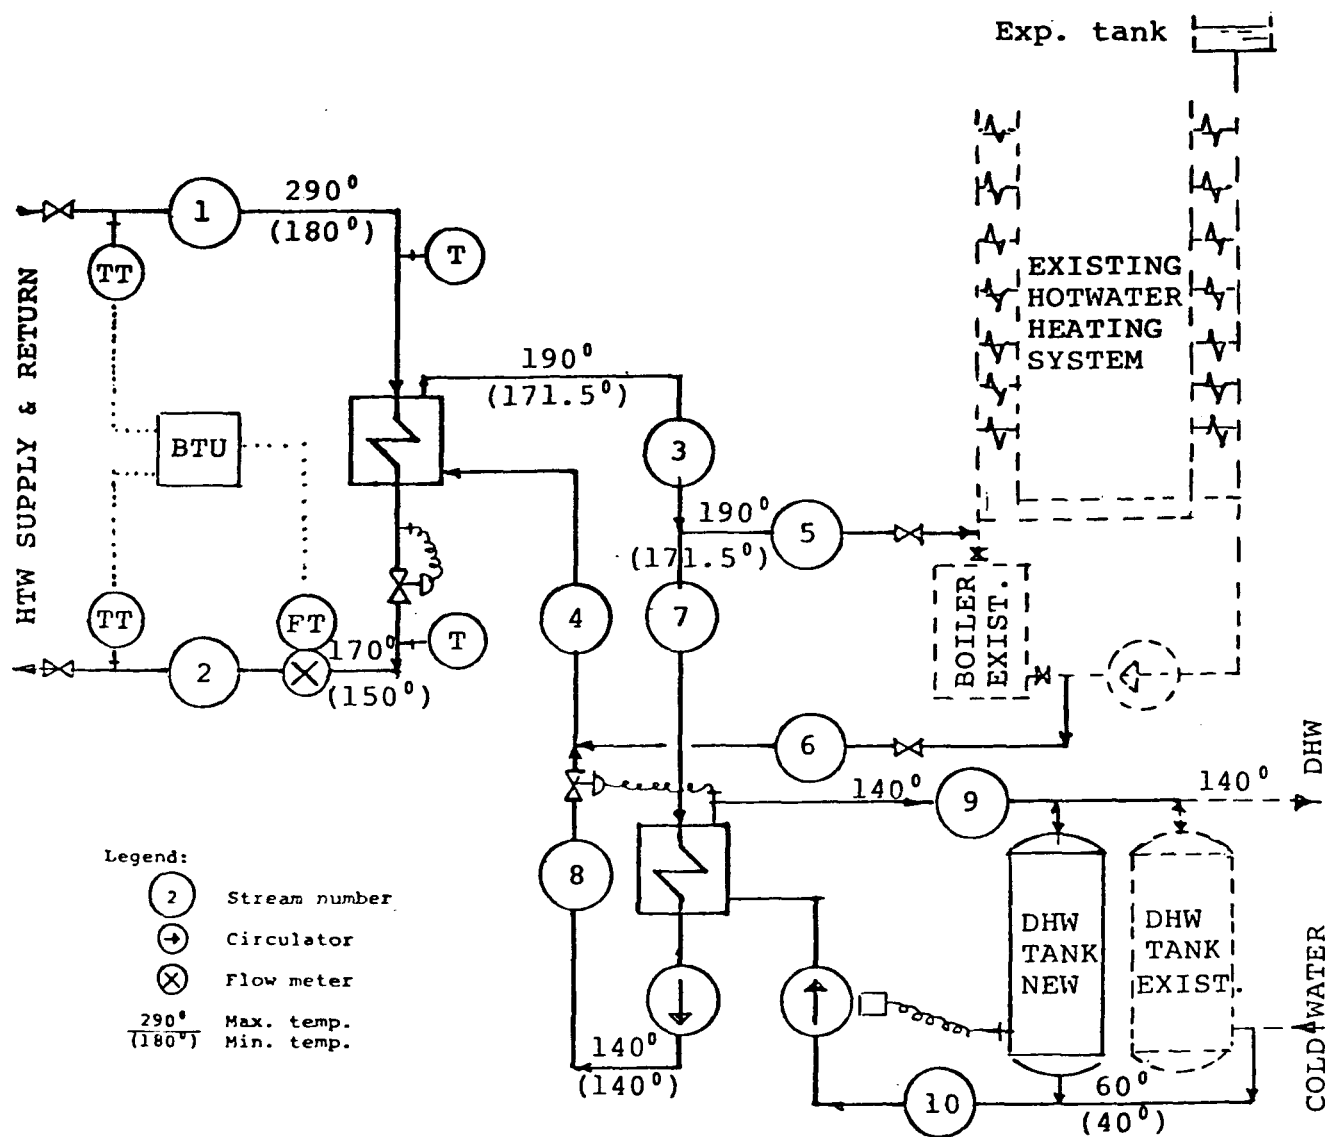 Exp. tank
HTW SUPPLY & RETURN
1
290°
(180°)
TT
T
EXISTING
HOTWATER
HEATING
SYSTEM
190°
(171.5°)
BTU
3
190°
(171.5°)
5
TT
FT
2
170°
(150°)
T
4
7
BOILER
EXIST.
6
140°
9
140°
DHW
8
DHW
TANK
NEW
DHW
TANK
EXIST.
COLD WATER
140°
(140°)
10
60°
(40°)
Legend:
2 Stream number
Circulator
Flow meter
290° Max. temp.
(180°) Min. temp.